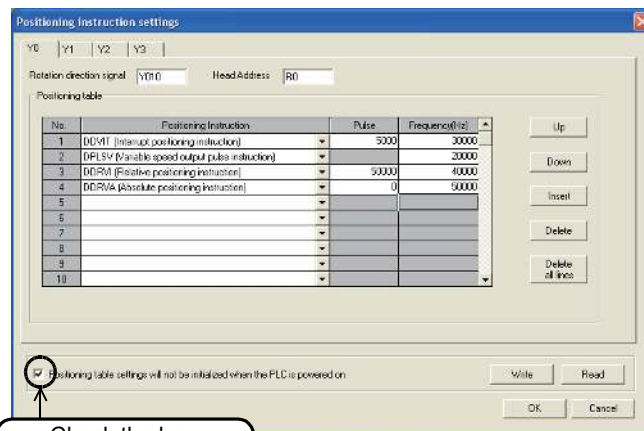 Positioning instruction settings
Y0 Y1 Y2 Y3
Rotation direction signal Y010 Head Address R0
Positioning table
No. Positioning Instruction Pulse Frequency(Hz)
1 DDVIT (Interrupt positioning instruction) 5000 30000
2 DPLSV (Variable speed output pulse instruction) 20000
3 DDRVI (Relative positioning instruction) 50000 40000
4 DDRVA (Absolute positioning instruction) 0 50000
5
6
7
8
9
10
Up
Down
Insert
Delete
Delete
all lines
Positioning table settings will not be initialized when the PLC is powered on
Write Read
OK Cancel